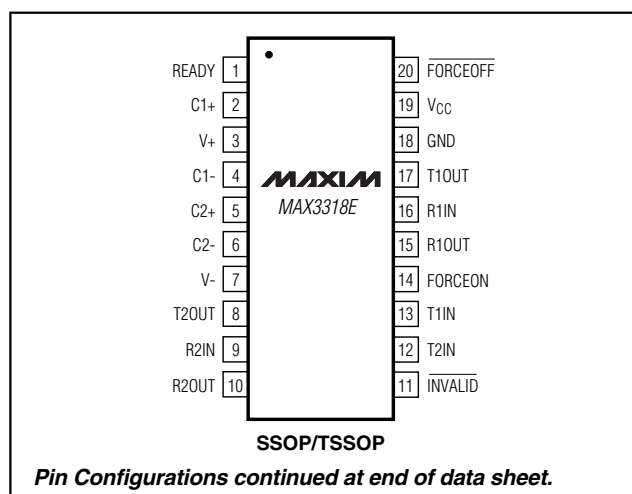 READY 1
C1+ 2
V+ 3
C1- 4
C2+ 5
C2- 6
V- 7
T2OUT 8
R2IN 9
R2OUT 10
MAXIM
MAX3318E
20 FORCEOFF
19 VCC
18 GND
17 T1OUT
16 R1IN
15 R1OUT
14 FORCEON
13 T1IN
12 T2IN
11 INVALID
SSOP/TSSOP
Pin Configurations continued at end of data sheet.